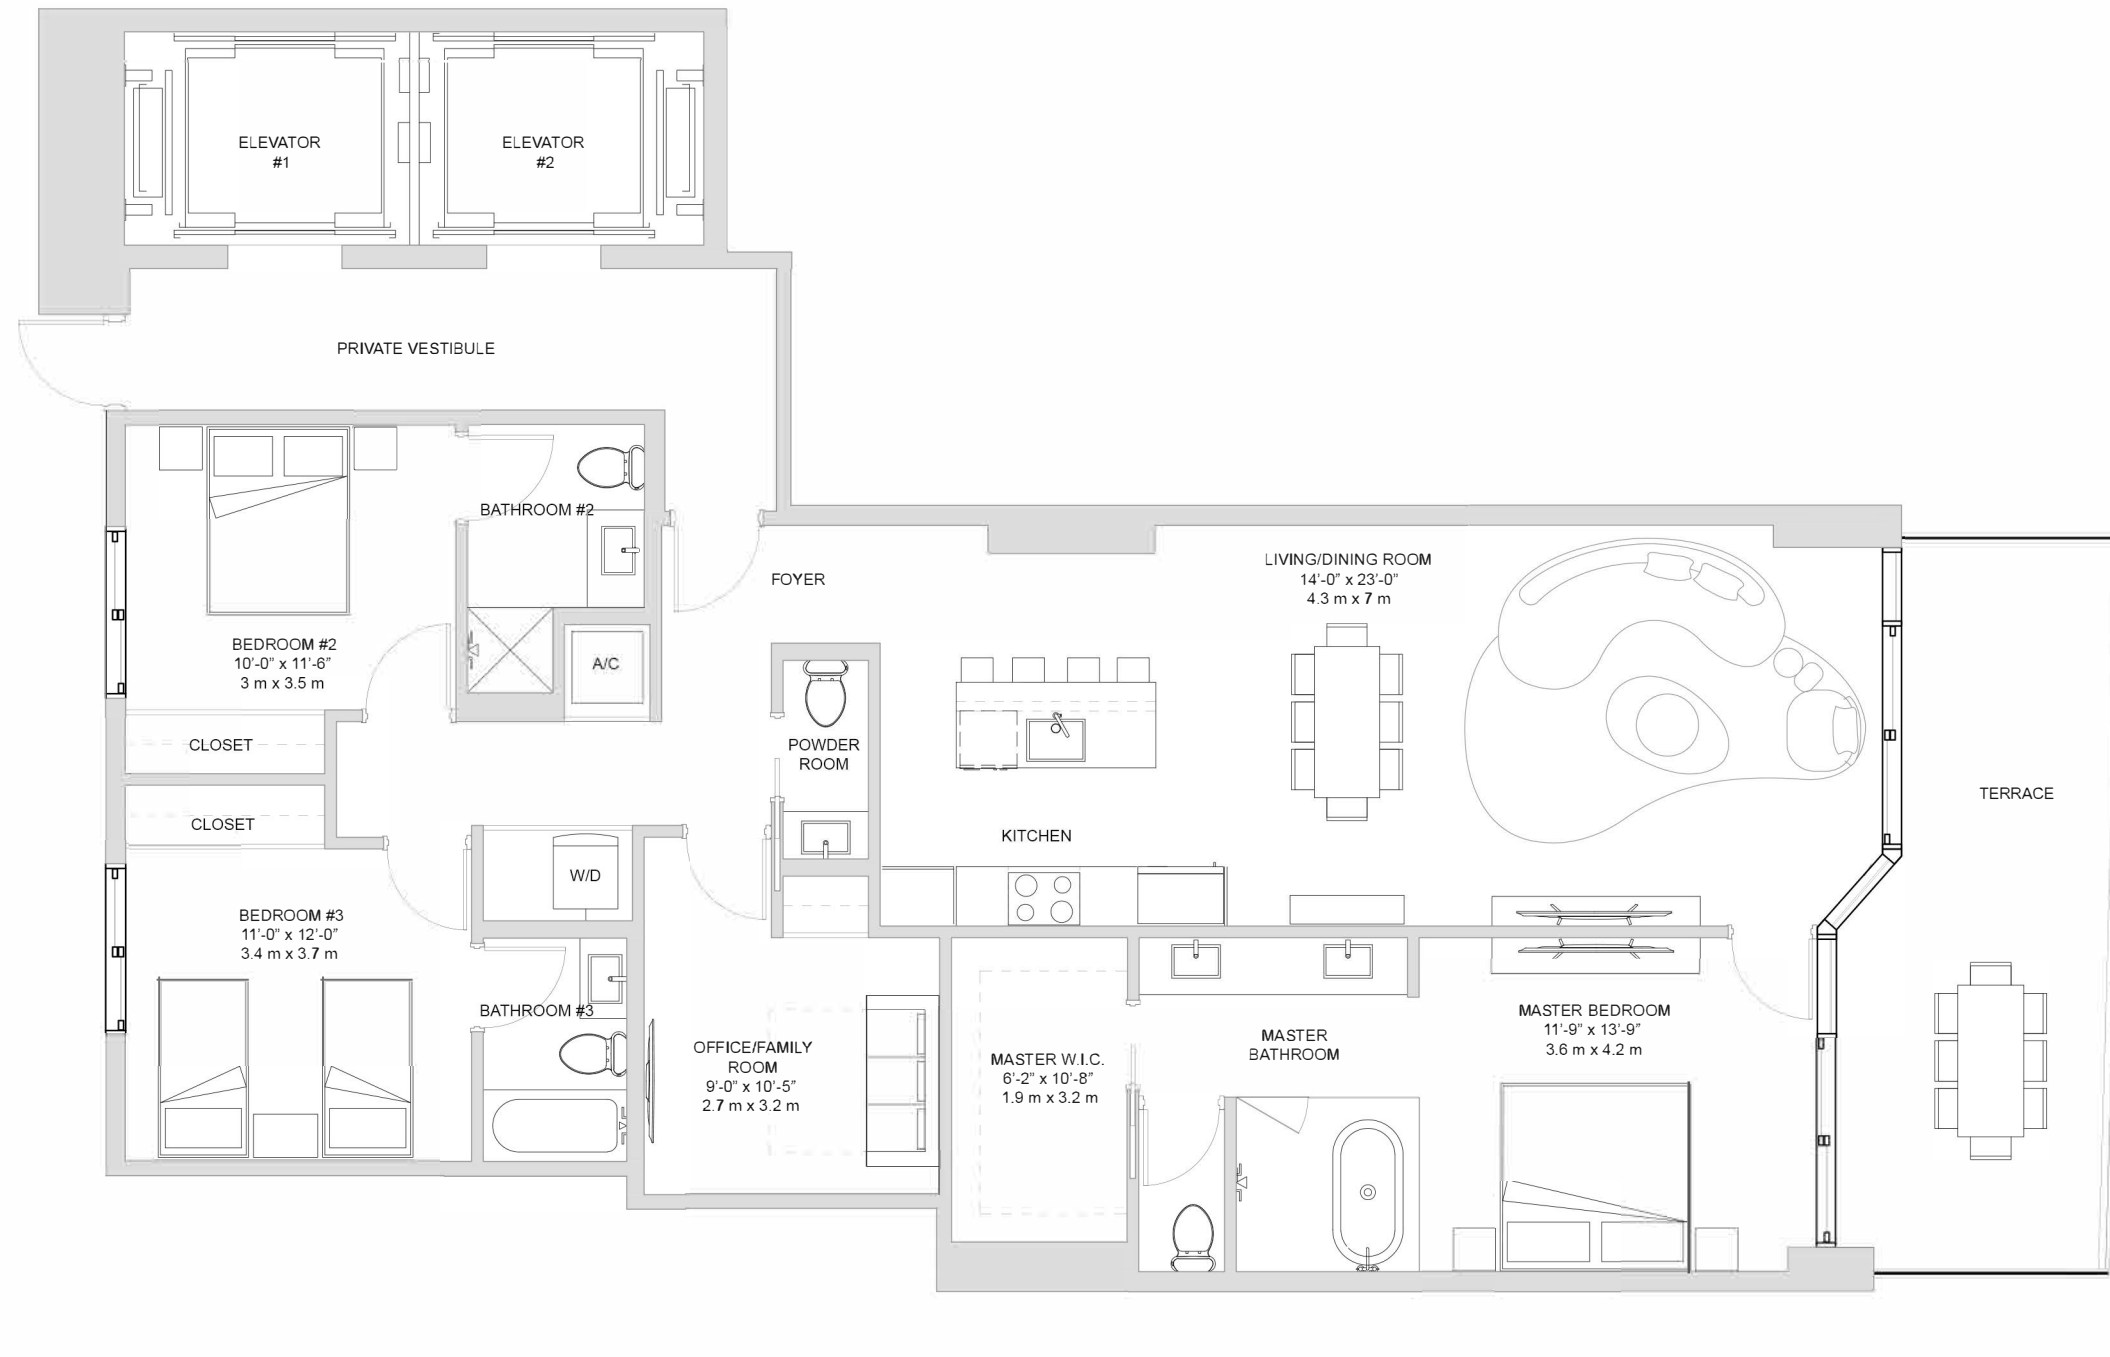 ELEVATOR
#1
ELEVATOR
#2
PRIVATE VESTIBULE
BATHROOM #2
FOYER
LIVING/DINING ROOM
14'-0" x 23'-0"
4.3 m x 7 m
BEDROOM #2
10'-0" x 11'-6"
3 m x 3.5 m
A/C
CLOSET
POWDER
ROOM
TERRACE
CLOSET
KITCHEN
W/D
BEDROOM #3
11'-0" x 12'-0"
3.4 m x 3.7 m
BATHROOM #3
OFFICE/FAMILY
ROOM
9'-0" x 10'-5"
2.7 m x 3.2 m
MASTER W.I.C.
6'-2" x 10'-8"
1.9 m x 3.2 m
MASTER
BATHROOM
MASTER BEDROOM
11'-9" x 13'-9"
3.6 m x 4.2 m